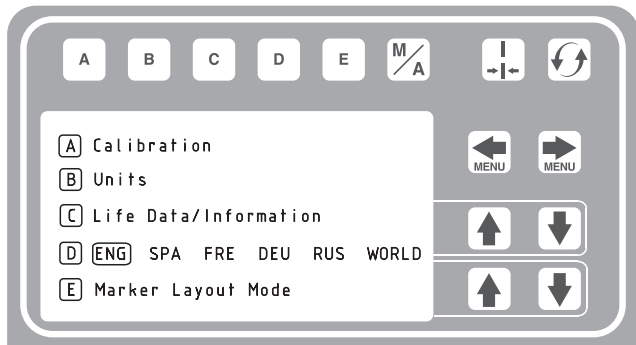 A B C D E M/A
MENU MENU
A Calibration
B Units
C Life Data/Information
D ENG SPA FRE DEU RUS WORLD
E Marker Layout Mode